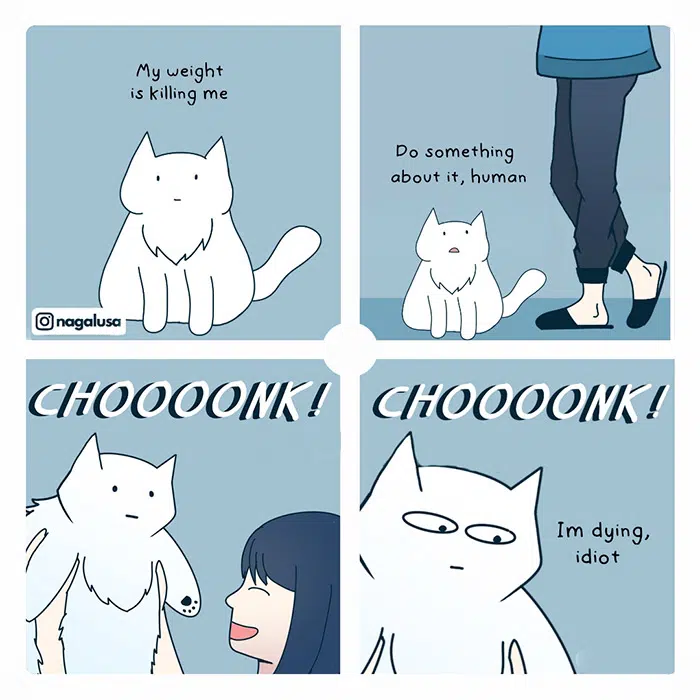 My weight
is killing me
nagalusa
Do something
about it, human
CHOOOONK!
CHOOOONK!
Im dying,
idiot